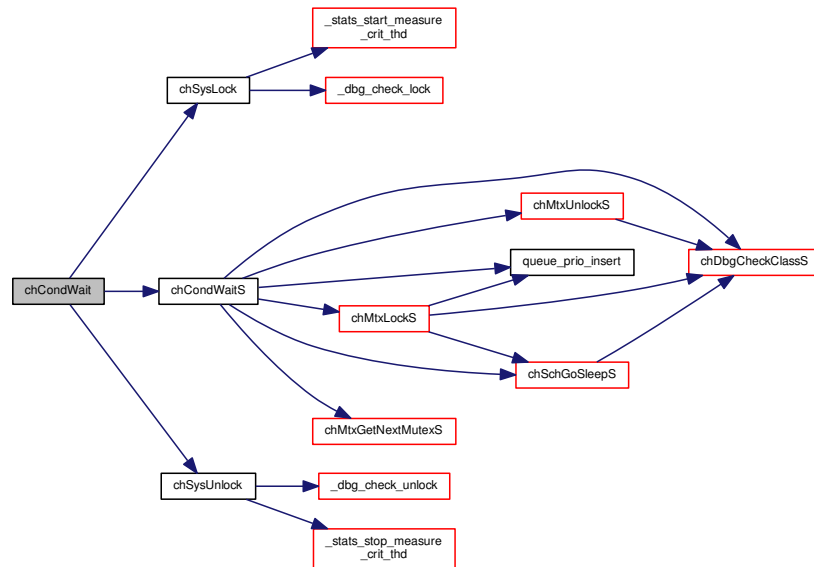 _stats_start_measure
_crit_thd
chSysLock
_dbg_check_lock
chMtxUnlockS
queue_prio_insert
chDbgCheckClassS
chCondWait
chCondWaitS
chMtxLockS
chSchGoSleepS
chMtxGetNextMutexS
chSysUnlock
_dbg_check_unlock
_stats_stop_measure
_crit_thd